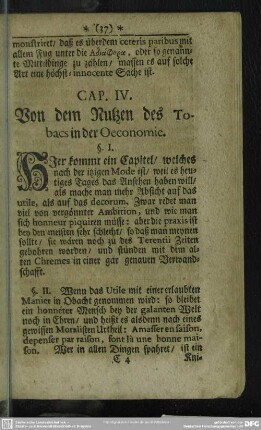 * (37) *
monstriret/ daß es überdem ceteris paribus mit
allem Fug unter die Ἀδιάφορα, oder so genann-
te Mittel-Dinge zu zählen/ massen es auf solche
Art eine höchst-innocente Sache ist.
CAP. IV.
Von dem Nutzen des To-
bacs in der Oeconomie.
§. I.
HIer kommt ein Capitel/ welches
nach der itzigen Mode ist/ weil es heu-
tiges Tages das Ansehen haben will/
als mache man mehr Absicht auf das
utile, als auf das decorum. Zwar redet man
viel von vergönnter Ambition, und wie man
sich honneur piquiren müsse: aber die praxis ist
bey den meisten sehr schlecht/ so daß man meynen
sollte/ sie wären noch zu des Terentii Zeiten
gebohren worden/ und stünden mit dem al-
ten Chremes in einer gar genauen Verwand-
schafft.
§. II. Wenn das Utile mit einer erlaubten
Manier in Obacht genommen wird: so bleibet
ein honneter Mensch bey der galanten Welt
noch in Ehren/ und heißt es alsdenn nach eines
gewissen Moralisten Urtheil: Amasser en saison,
depenser par raison, font là une bonne mai-
son. Wer in allen Dingen spahret/ ist ein
C 4 Kni-